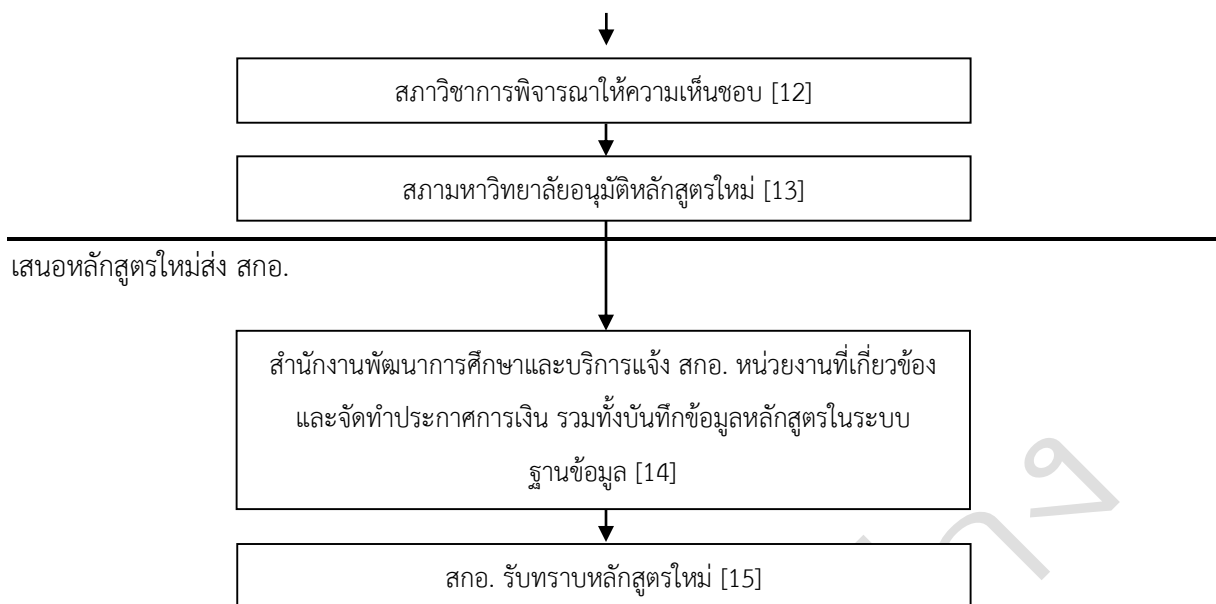 สภาวิชาการพิจารณาให้ความเห็นชอบ [12]
สภามหาวิทยาลัยอนุมัติหลักสูตรใหม่ [13]
เสนอหลักสูตรใหม่ส่ง สกอ.
สำนักงานพัฒนาการศึกษาและบริการแจ้ง สกอ. หน่วยงานที่เกี่ยวข้อง
และจัดทำประกาศการเงิน รวมทั้งบันทึกข้อมูลหลักสูตรในระบบ
ฐานข้อมูล [14]
สกอ. รับทราบหลักสูตรใหม่ [15]